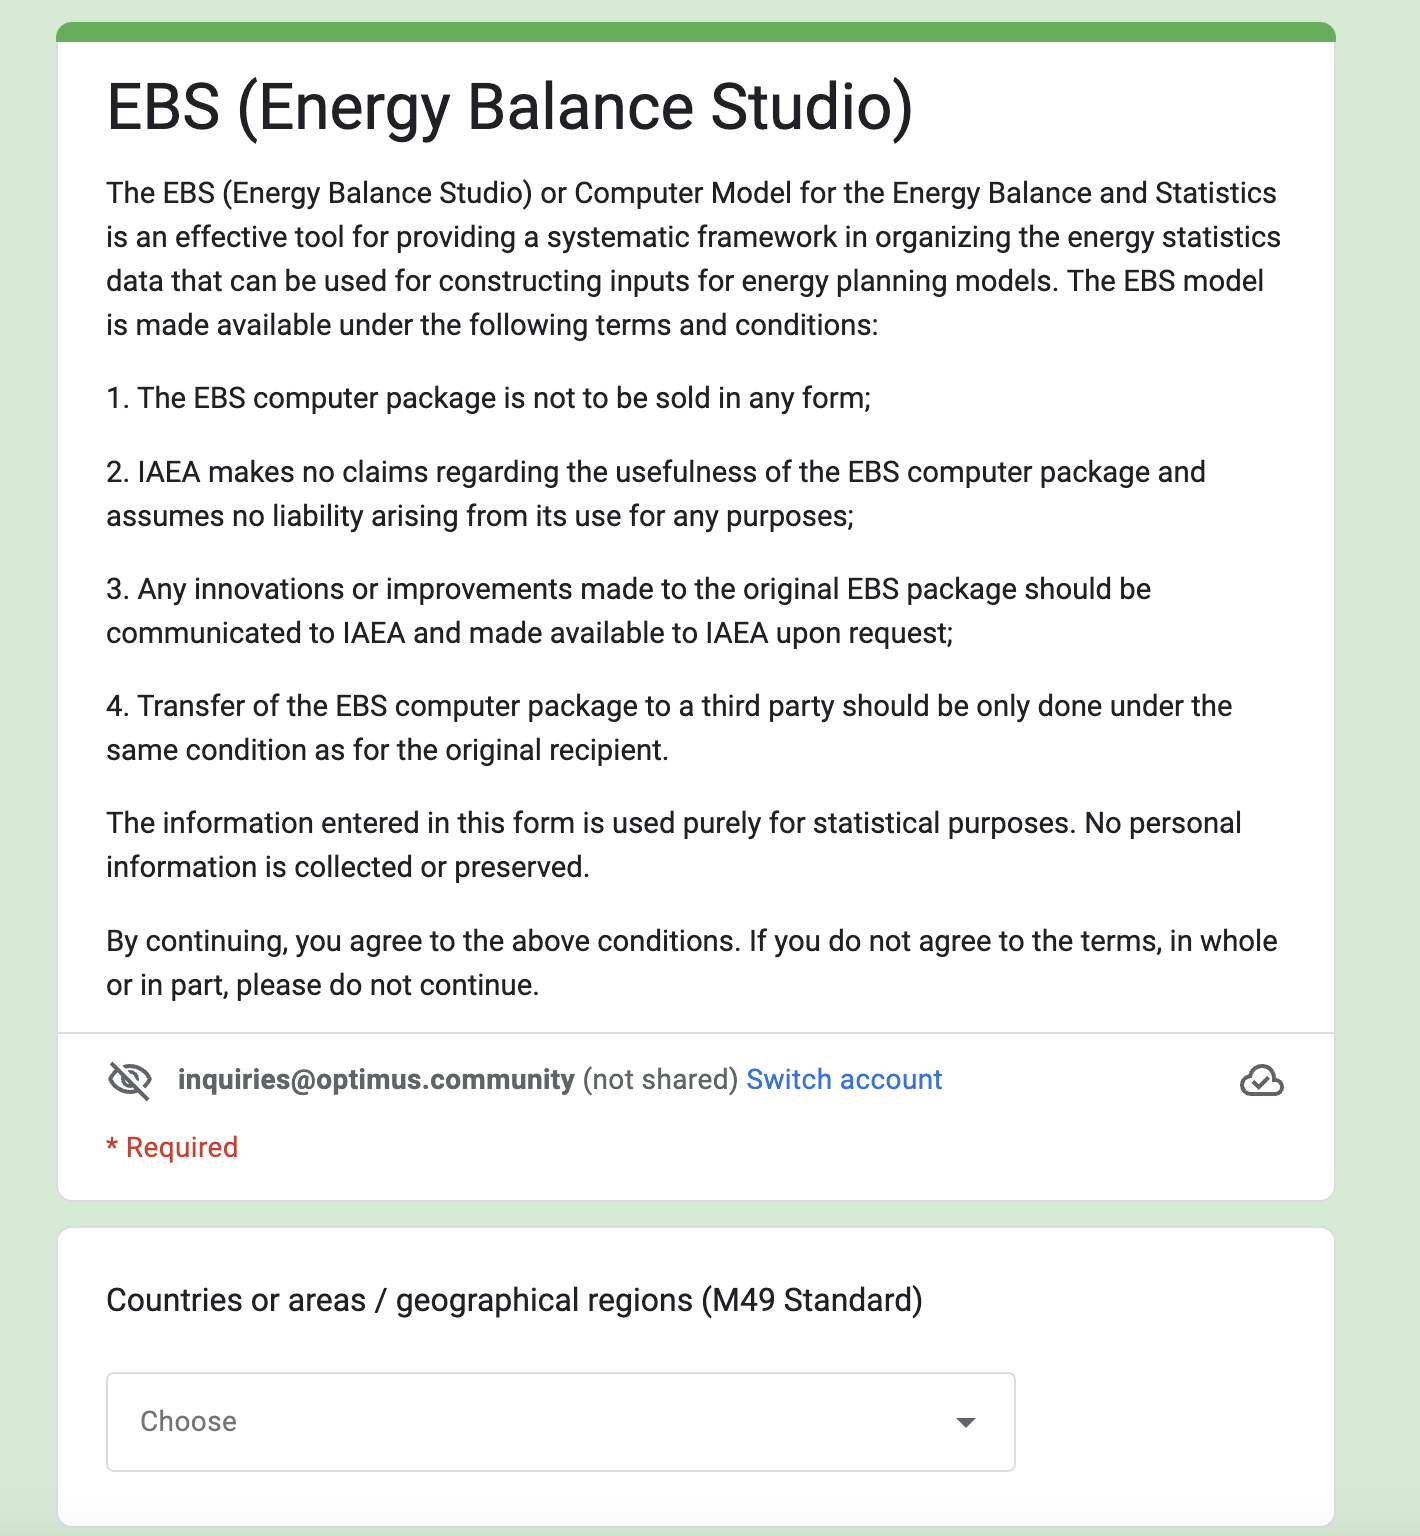 EBS (Energy Balance Studio)
The EBS (Energy Balance Studio) or Computer Model for the Energy Balance and Statistics
is an effective tool for providing a systematic framework in organizing the energy statistics
data that can be used for constructing inputs for energy planning models. The EBS model
is made available under the following terms and conditions:
1. The EBS computer package is not to be sold in any form;
2. IAEA makes no claims regarding the usefulness of the EBS computer package and
assumes no liability arising from its use for any purposes;
3. Any innovations or improvements made to the original EBS package should be
communicated to IAEA and made available to IAEA upon request;
4. Transfer of the EBS computer package to a third party should be only done under the
same condition as for the original recipient.
The information entered in this form is used purely for statistical purposes. No personal
information is collected or preserved.
By continuing, you agree to the above conditions. If you do not agree to the terms, in whole
or in part, please do not continue.
inquiries@optimus.community (not shared) Switch account
* Required
Countries or areas / geographical regions (M49 Standard)
Choose